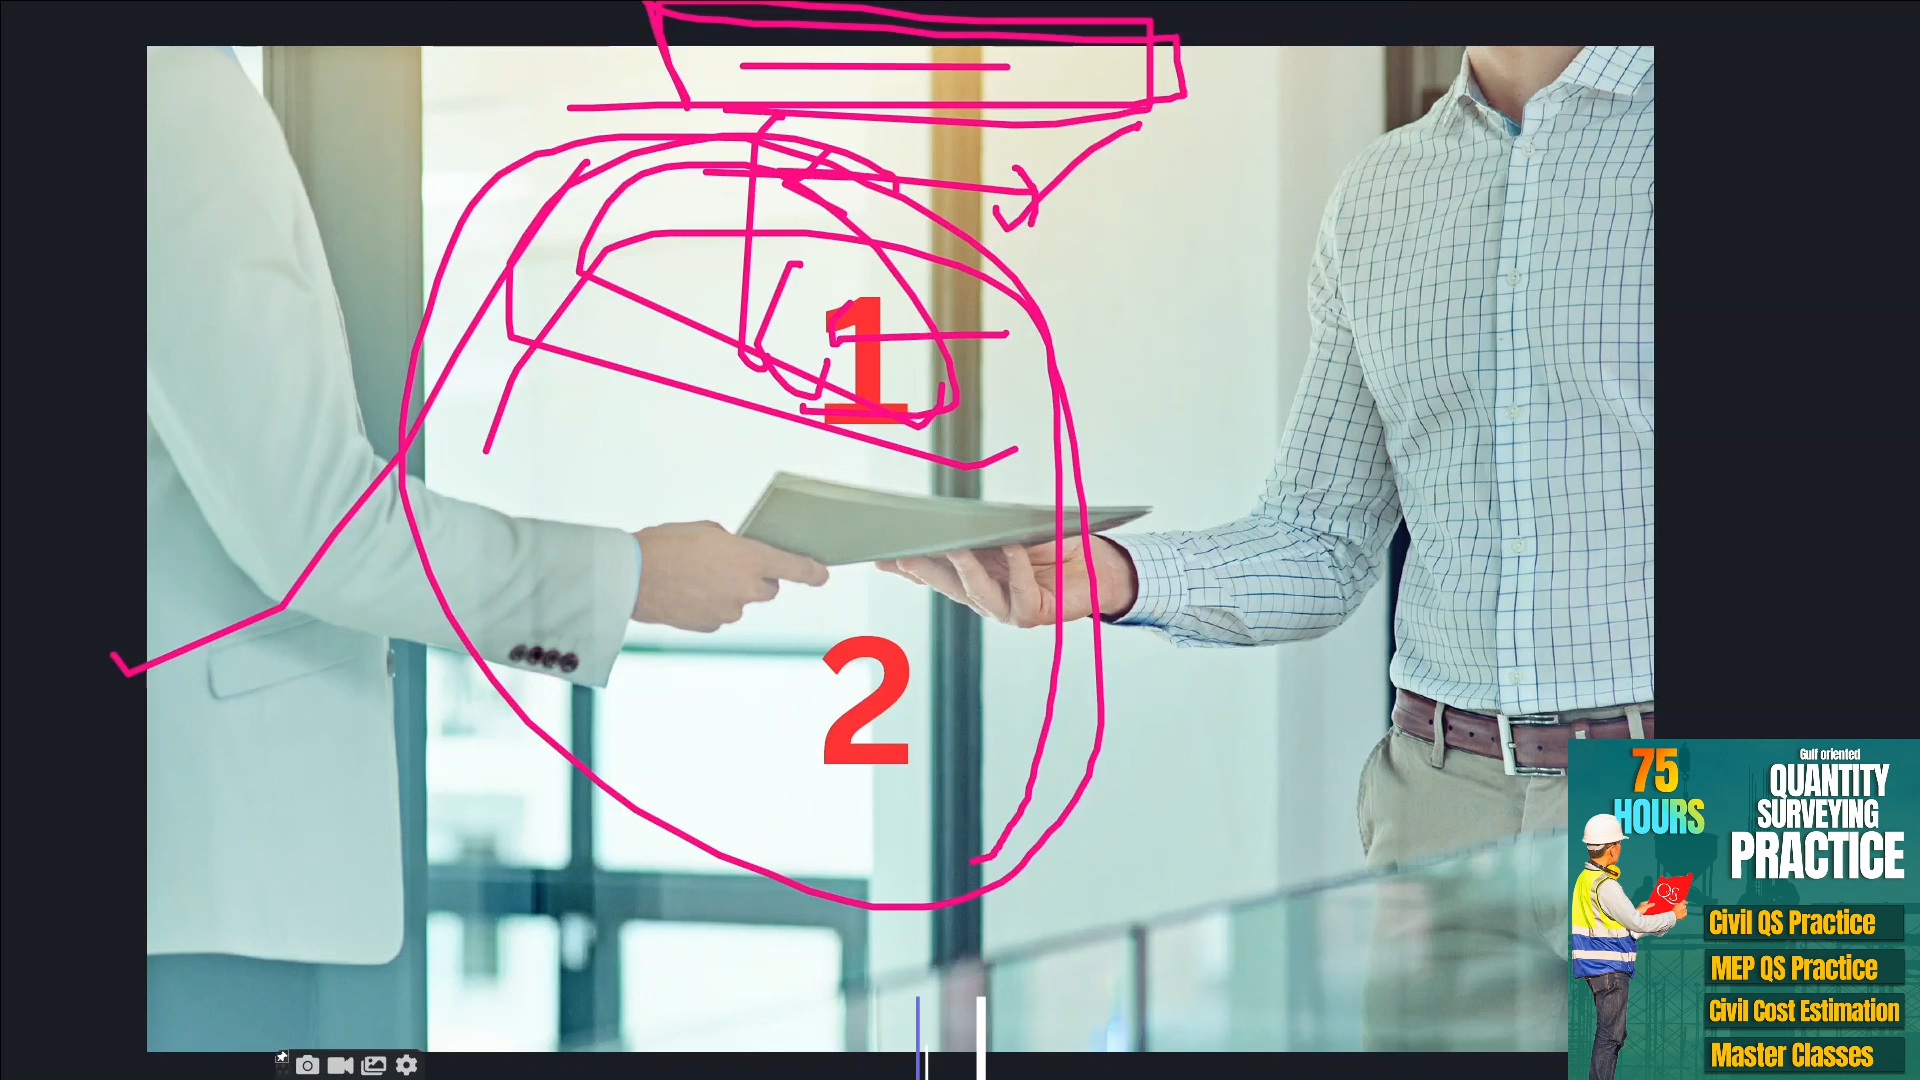 1
2
75
HOURS
Gulf oriented
QUANTITY
SURVEYING
PRACTICE
QS
Civil QS Practice
MEP QS Practice
Civil Cost Estimation
Master Classes